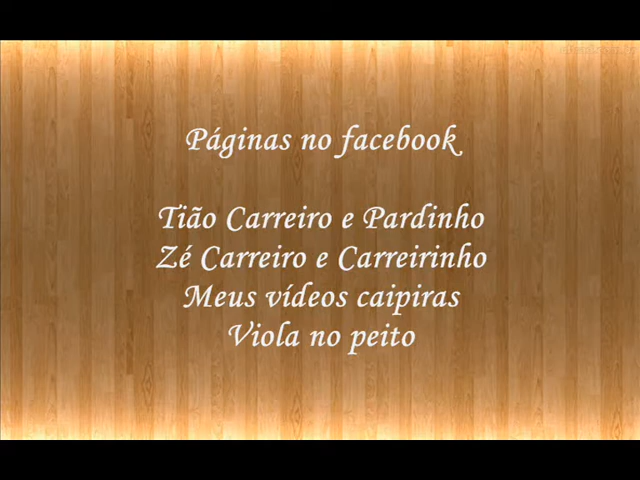 Páginas no facebook
Tião Carreiro e Pardinho
Zé Carreiro e Carreirinho
Meus vídeos caipiras
Viola no peito